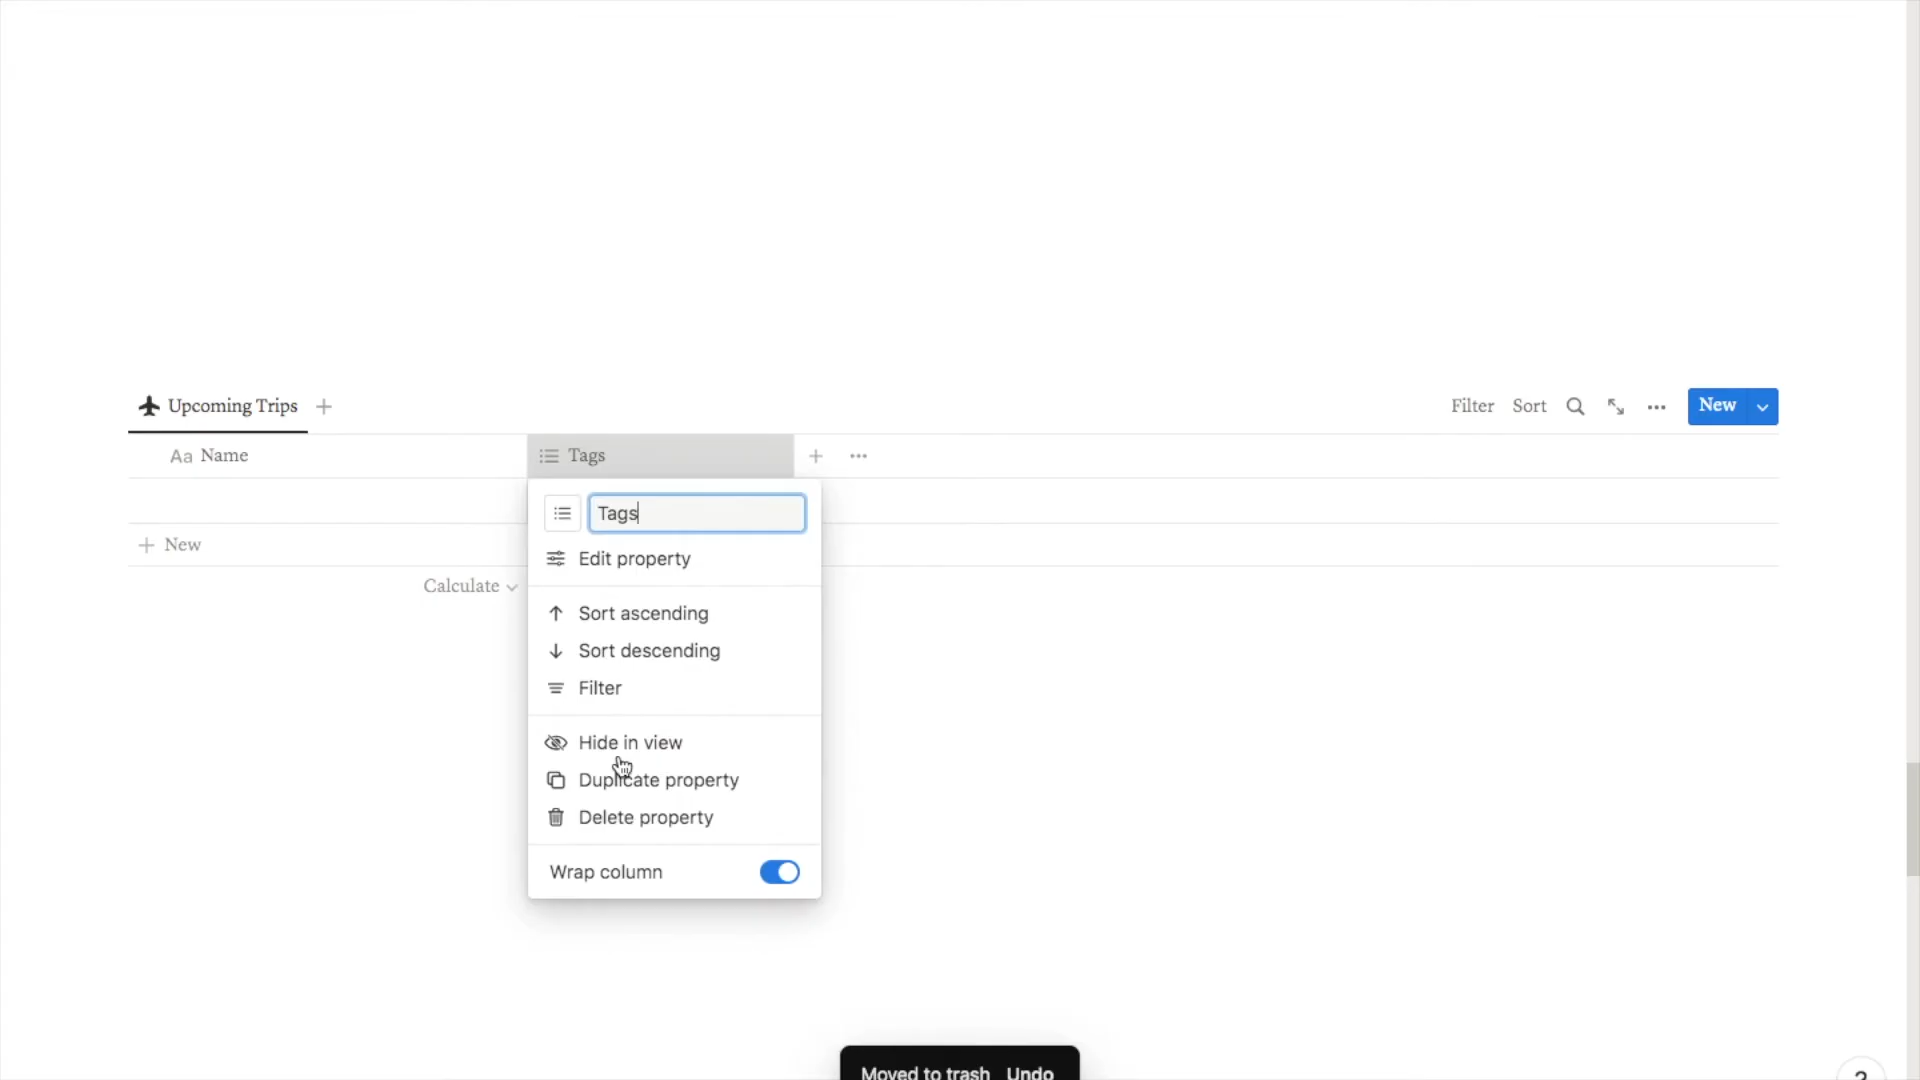 Upcoming Trips
Filter Sort New
Aa Name
Tags
Tags
Edit property
New
Calculate
Sort ascending
Sort descending
Filter
Hide in view
Duplicate property
Delete property
Wrap column
Moved to trash Undo
?